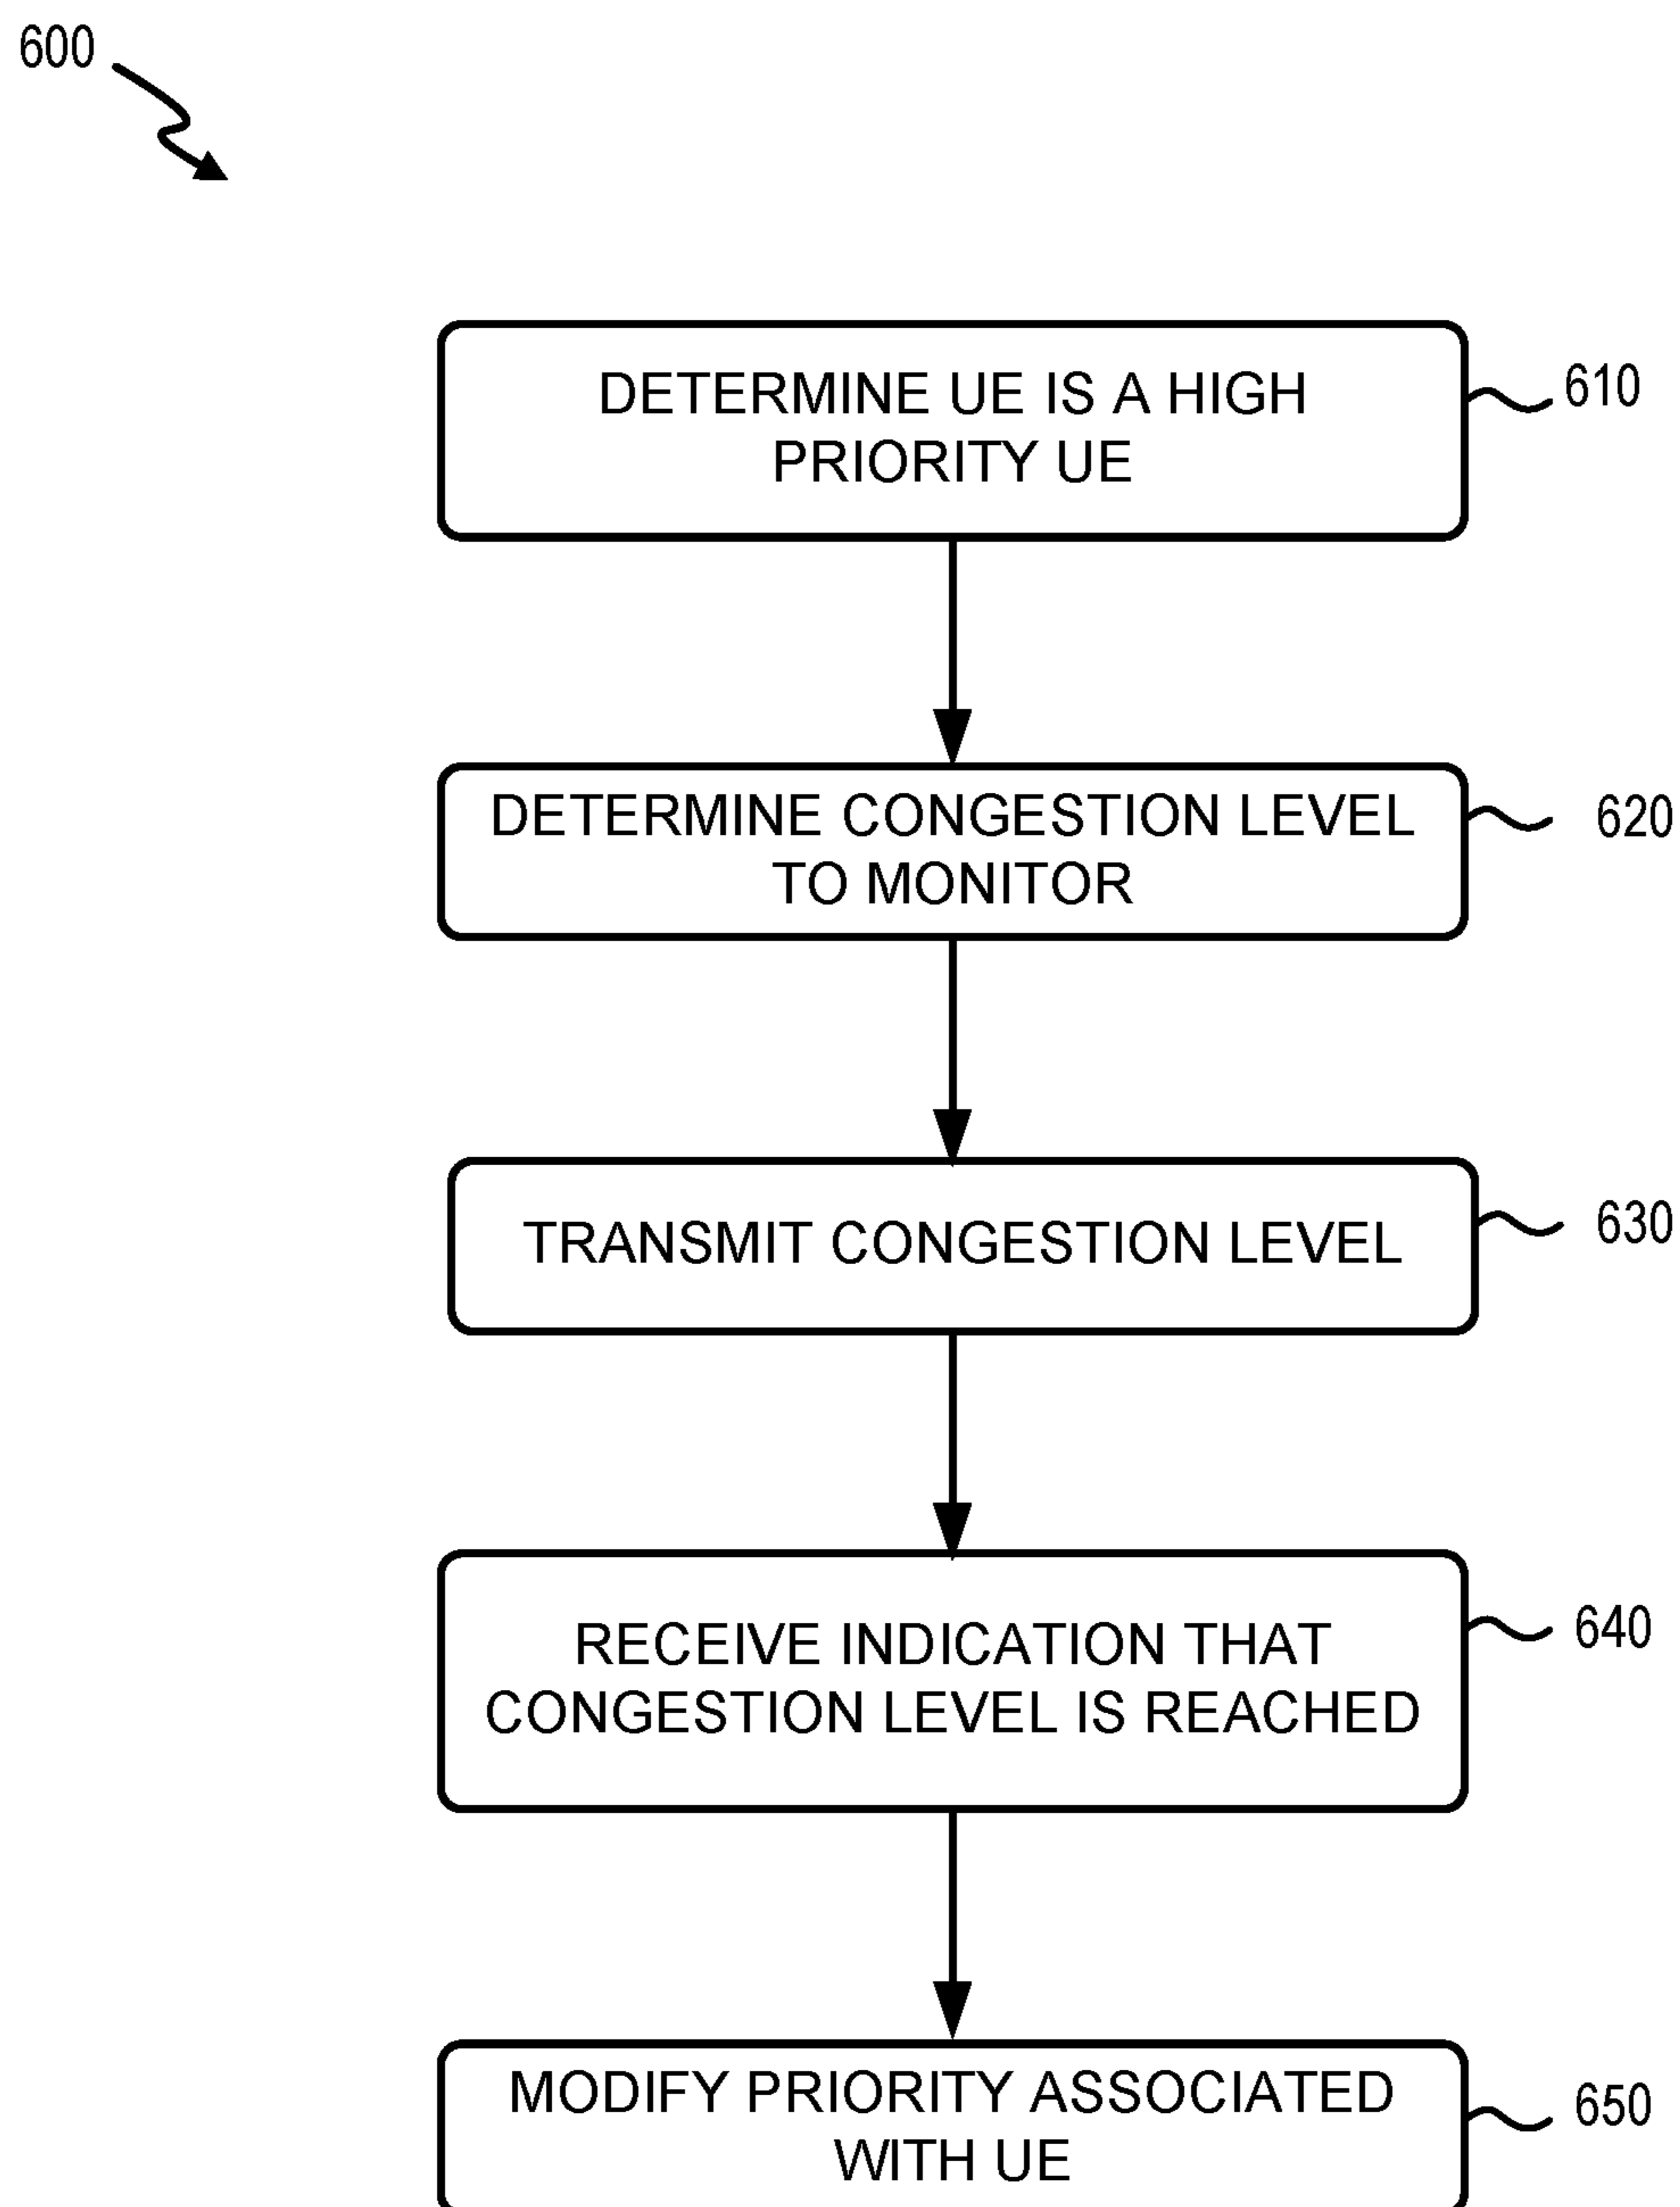 600
DETERMINE UE IS A HIGH
PRIORITY UE
610
DETERMINE CONGESTION LEVEL
TO MONITOR
620
TRANSMIT CONGESTION LEVEL
630
RECEIVE INDICATION THAT
CONGESTION LEVEL IS REACHED
640
MODIFY PRIORITY ASSOCIATED
WITH UE
650